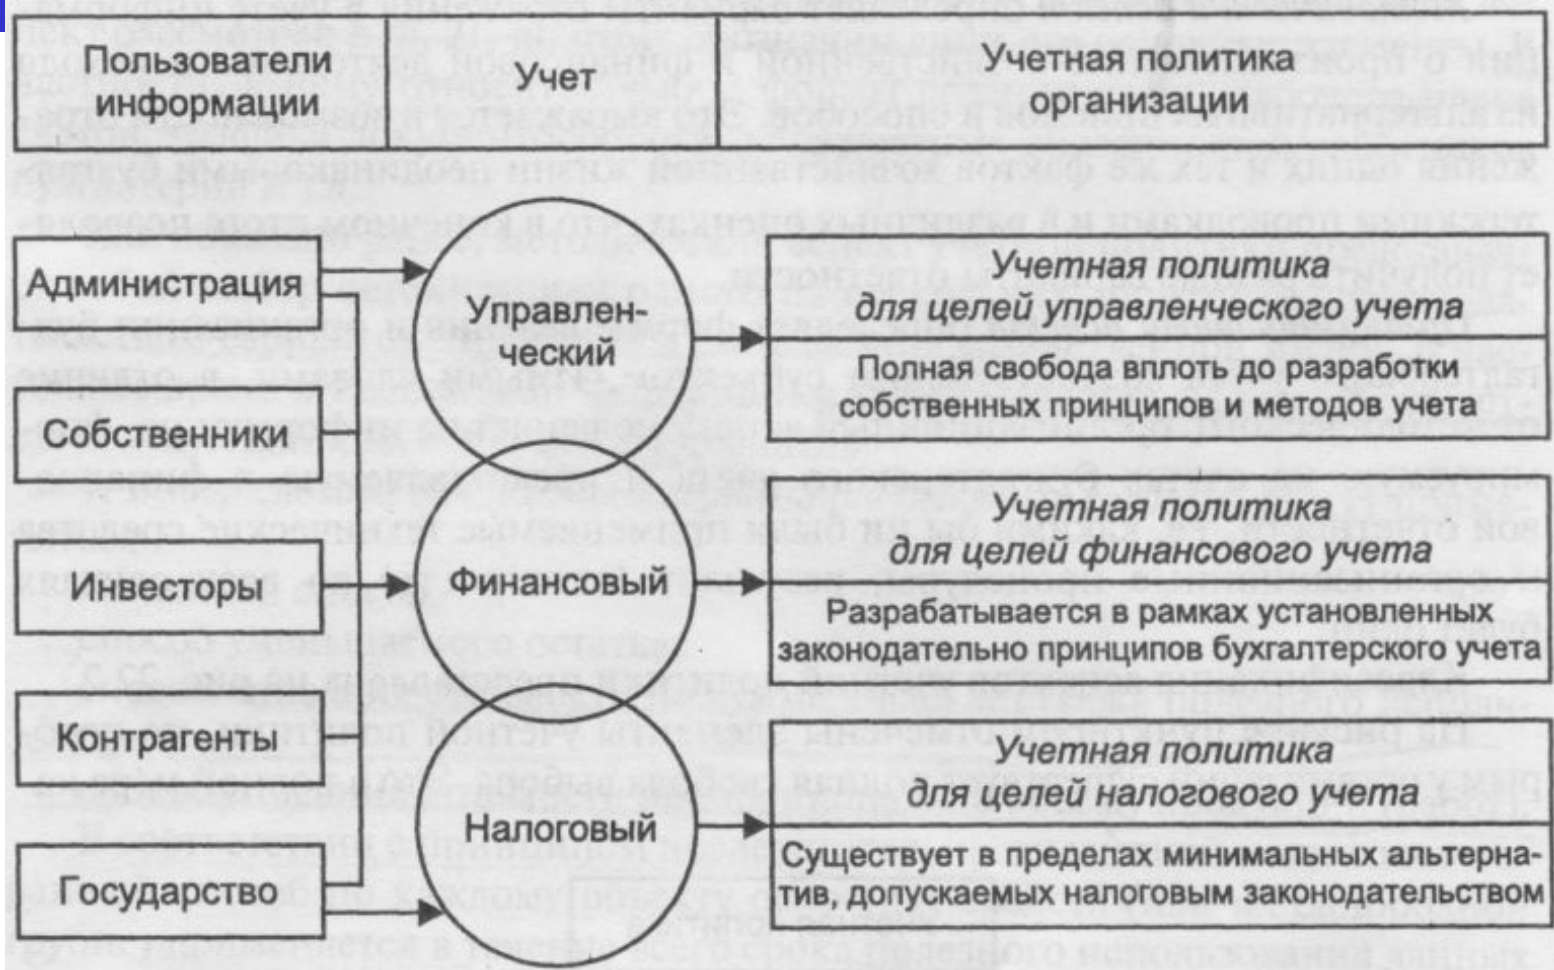 Пользователи
информации
Учет
Учетная политика
организации
Администрация
Собственники
Инвесторы
Контрагенты
Государство
Управлен-
ческий
Финансовый
Налоговый
Учетная политика
для целей управленческого учета
Полная свобода вплоть до разработки
собственных принципов и методов учета
Учетная политика
для целей финансового учета
Разрабатывается в рамках установленных
законодательно принципов бухгалтерского учета
Учетная политика
для целей налогового учета
Существует в пределах минимальных альтерна-
тив, допускаемых налоговым законодательством